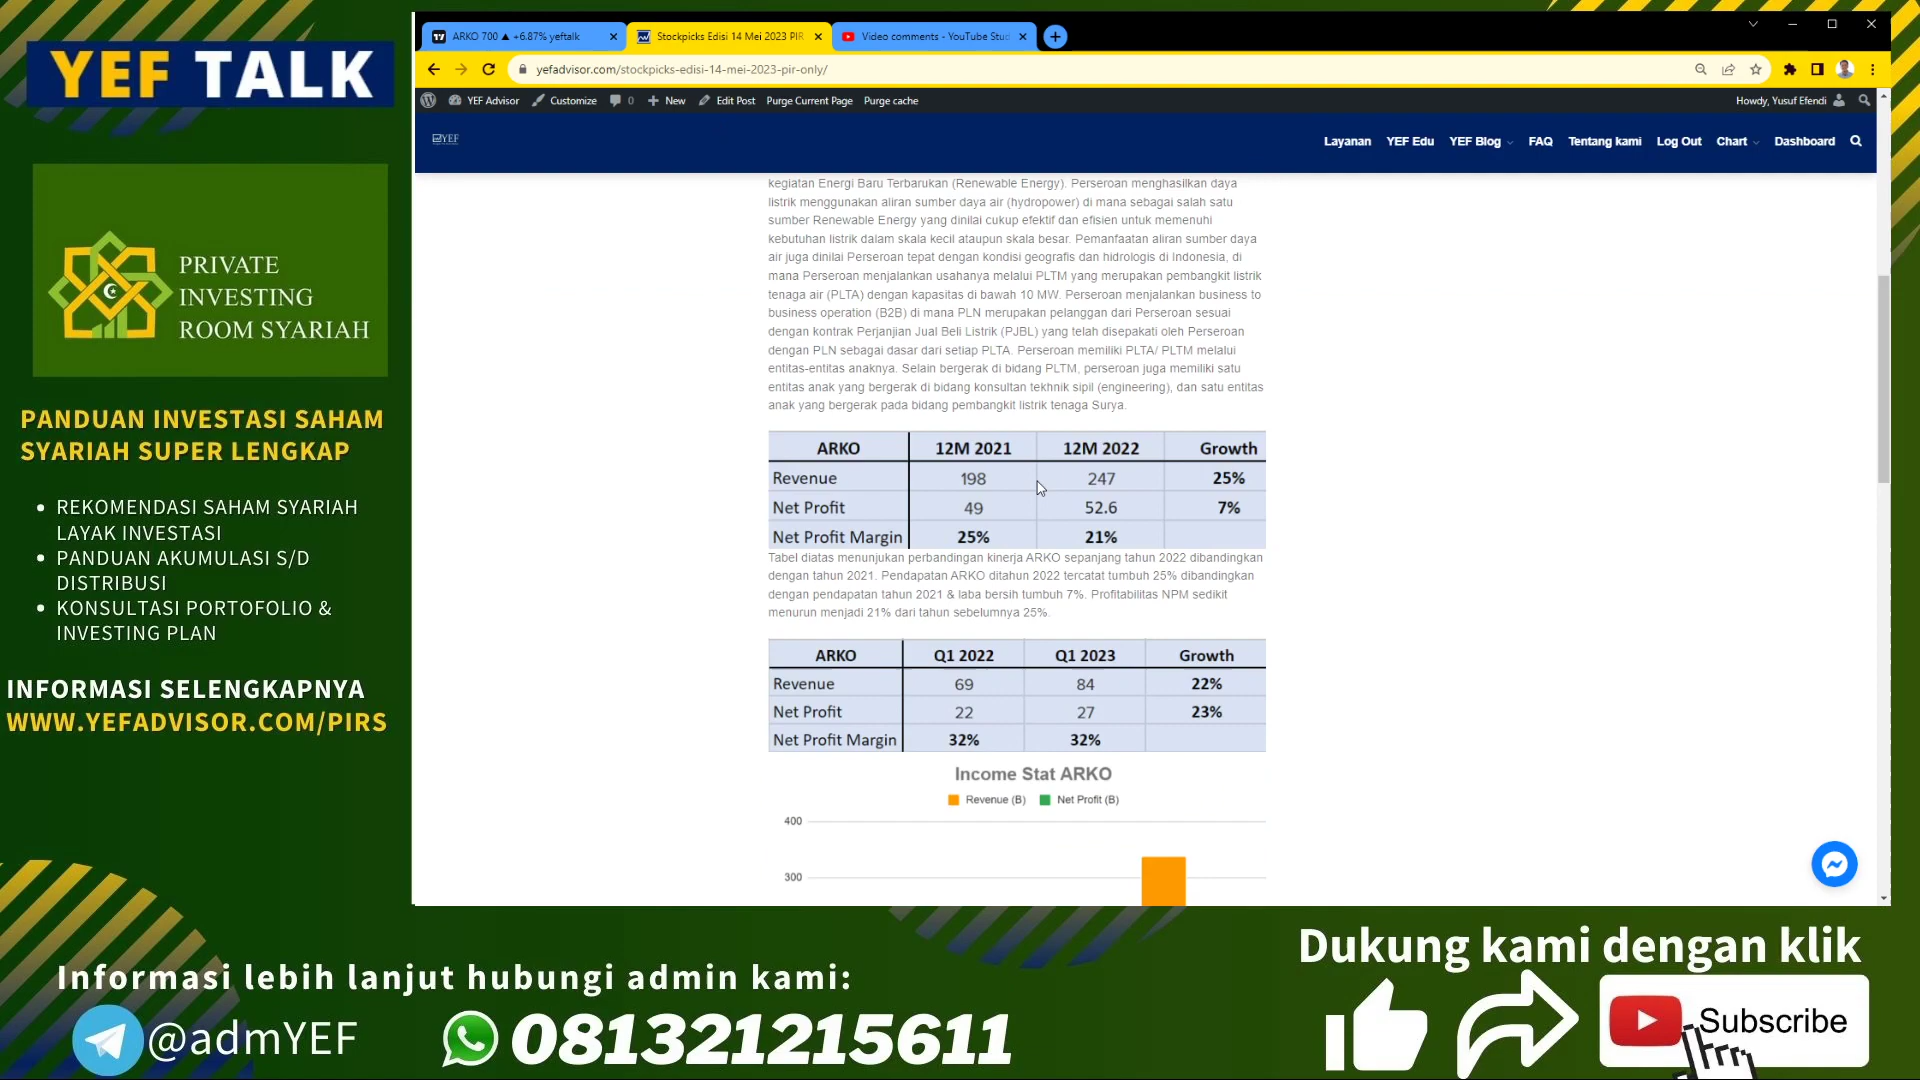 YEF TALK
PRIVATE
INVESTING
ROOM SYARIAH
PANDUAN INVESTASI SAHAM
SYARIAH SUPER LENGKAP
REKOMENDASI SAHAM SYARIAH
LAYAK INVESTASI
PANDUAN AKUMULASI S/D
DISTRIBUSI
KONSULTASI PORTOFOLIO &
INVESTING PLAN
INFORMASI SELENGKAPNYA
WWW.YEFADVISOR.COM/PIRS
ARKO 700 ▲ +6.87% yeftalk
Stockpicks Edisi 14 Mei 2023 PIR
Video comments - YouTube Stud
yefadvisor.com/stockpicks-edisi-14-mei-2023-pir-only/
YEF Advisor Customize 0 New Edit Post Purge Current Page Purge cache Howdy, Yusuf Efendi
YEF
Layanan YEF Edu YEF Blog FAQ Tentang kami Log Out Chart Dashboard
kegiatan Energi Baru Terbarukan (Renewable Energy). Perseroan menghasilkan daya
listrik menggunakan aliran sumber daya air (hydropower) di mana sebagai salah satu
sumber Renewable Energy yang dinilai cukup efektif dan efisien untuk memenuhi
kebutuhan listrik dalam skala kecil ataupun skala besar. Pemanfaatan aliran sumber daya
air juga dinilai Perseroan tepat dengan kondisi geografis dan hidrologis di Indonesia, di
mana Perseroan menjalankan usahanya melalui PLTM yang merupakan pembangkit listrik
tenaga air (PLTA) dengan kapasitas di bawah 10 MW. Perseroan menjalankan business to
business operation (B2B) di mana PLN merupakan pelanggan dari Perseroan sesuai
dengan kontrak Perjanjian Jual Beli Listrik (PJBL) yang telah disepakati oleh Perseroan
dengan PLN sebagai dasar dari setiap PLTA. Perseroan memiliki PLTA/ PLTM melalui
entitas-entitas anaknya. Selain bergerak di bidang PLTM, perseroan juga memiliki satu
entitas anak yang bergerak di bidang konsultan tekhnik sipil (engineering), dan satu entitas
anak yang bergerak pada bidang pembangkit listrik tenaga Surya.
ARKO 12M 2021 12M 2022 Growth
Revenue 198 247 25%
Net Profit 49 52.6 7%
Net Profit Margin 25% 21%
Tabel diatas menunjukan perbandingan kinerja ARKO sepanjang tahun 2022 dibandingkan
dengan tahun 2021. Pendapatan ARKO ditahun 2022 tercatat tumbuh 25% dibandingkan
dengan pendapatan tahun 2021 & laba bersih tumbuh 7%. Profitabilitas NPM sedikit
menurun menjadi 21% dari tahun sebelumnya 25%.
ARKO Q1 2022 Q1 2023 Growth
Revenue 69 84 22%
Net Profit 22 27 23%
Net Profit Margin 32% 32%
Income Stat ARKO
Revenue (B) Net Profit (B)
400
300
Informasi lebih lanjut hubungi admin kami:
@admYEF
081321215611
Dukung kami dengan klik
Subscribe